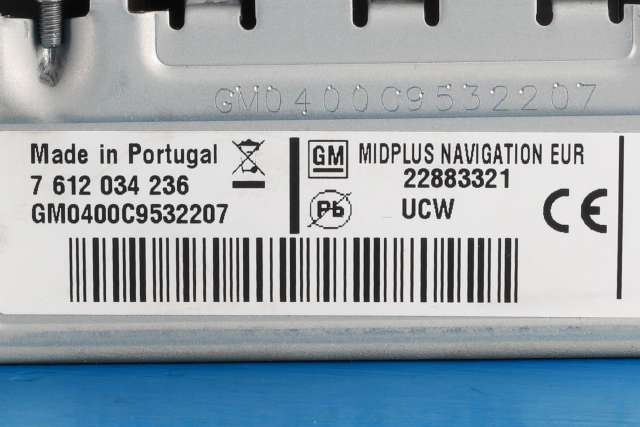 GM0400C9532207
Made in Portugal
7 612 034 236
GM0400C9532207
GM MIDPLUS NAVIGATION EUR
22883321
Pb UCW CE